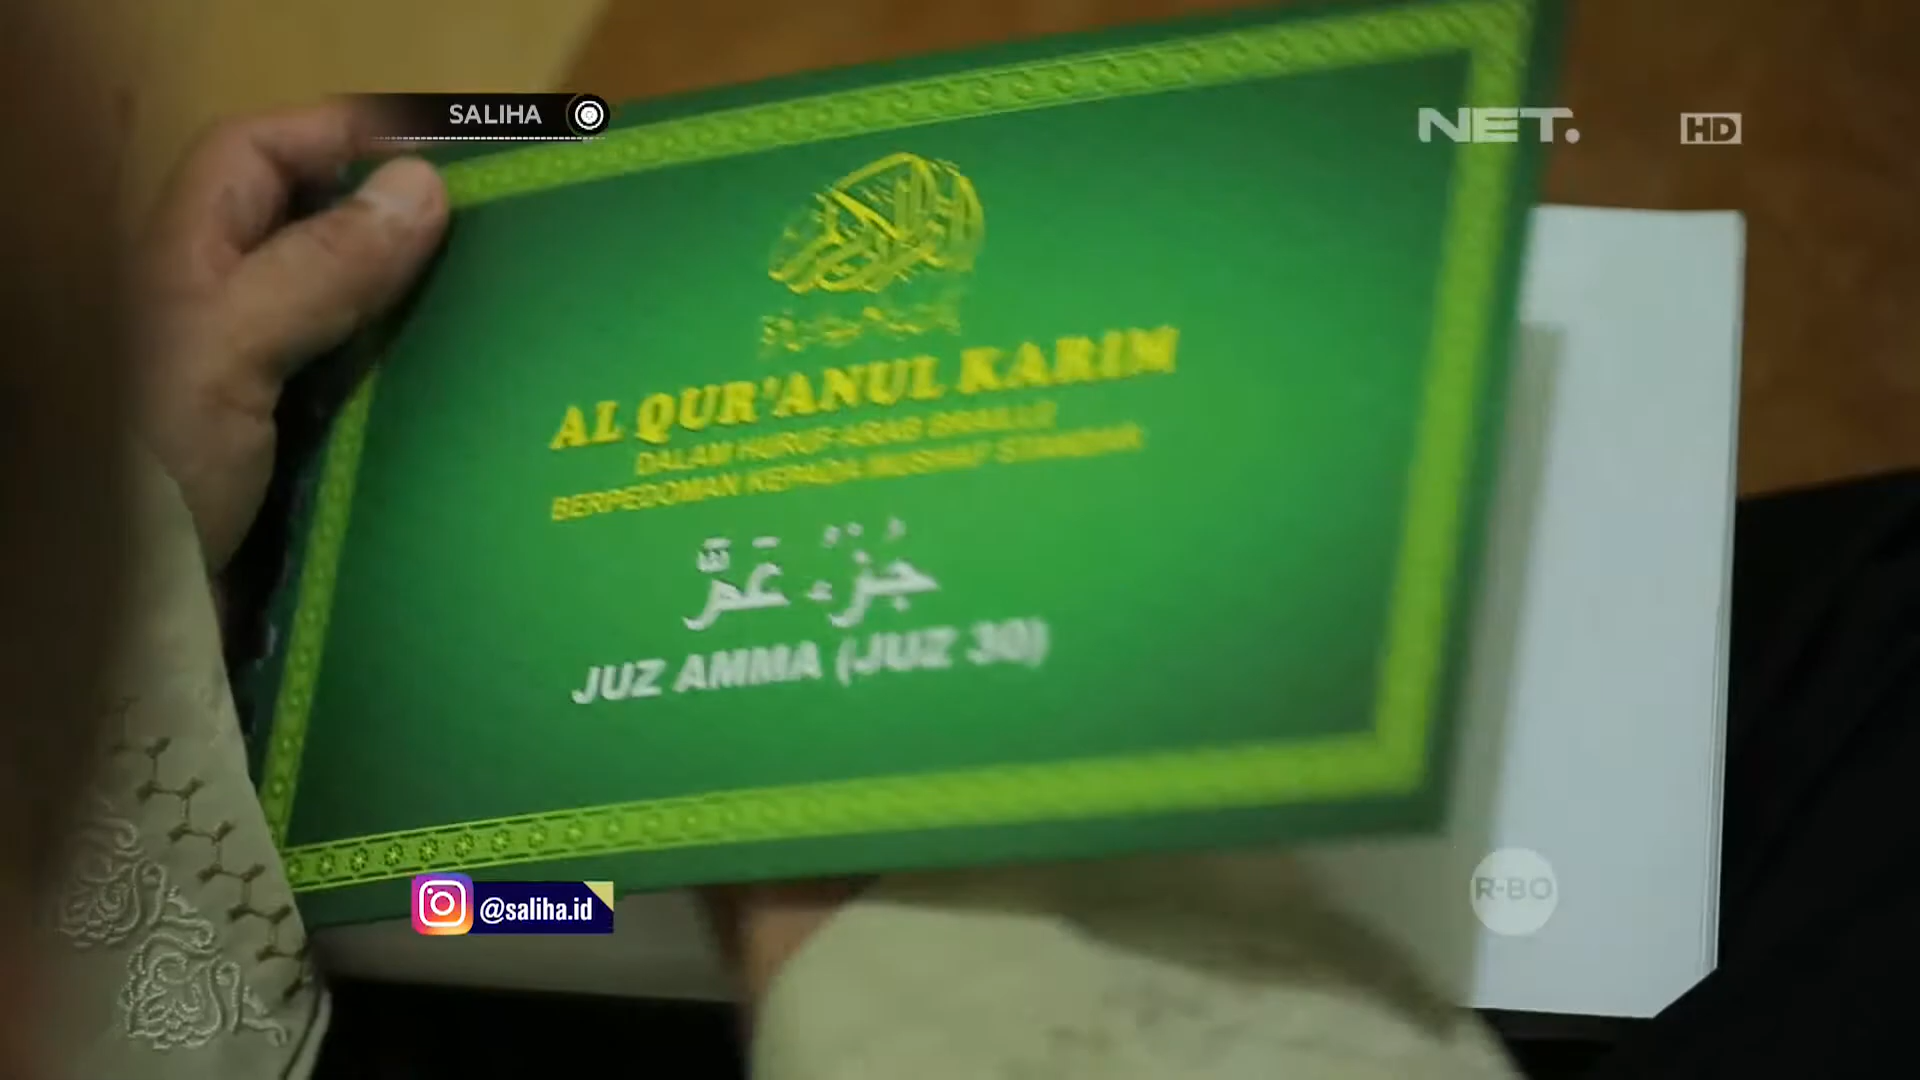 SALIHA
NET.
HD
AL QUR'ANUL KARIM
DALAM HURUF ARAB BRAILLE
BERPEDOMAN KEPADA MUSHAF STANDAR
جُزْءُ عَمَّ
JUZ AMMA (JUZ 30)
@saliha.id
R-BO